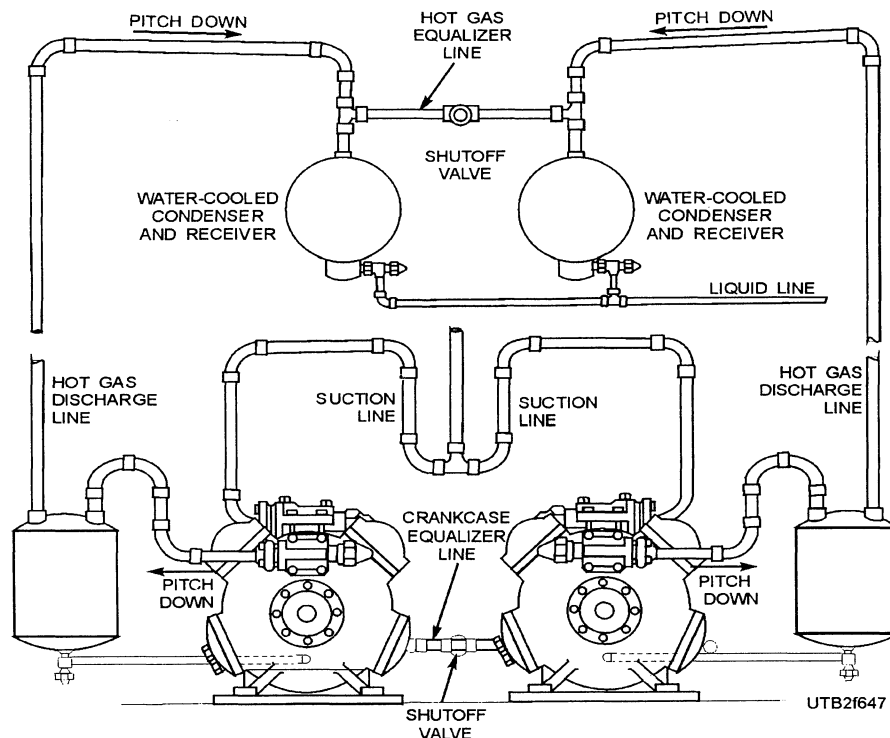 PITCH DOWN
HOT GAS
EQUALIZER
LINE
PITCH DOWN
SHUTOFF
VALVE
WATER-COOLED
CONDENSER
AND RECEIVER
WATER-COOLED
CONDENSER
AND RECEIVER
LIQUID LINE
HOT GAS
DISCHARGE
LINE
SUCTION
LINE
SUCTION
LINE
HOT GAS
DISCHARGE
LINE
CRANKCASE
EQUALIZER
LINE
PITCH
DOWN
PITCH
DOWN
SHUTOFF
VALVE
UTB2f647